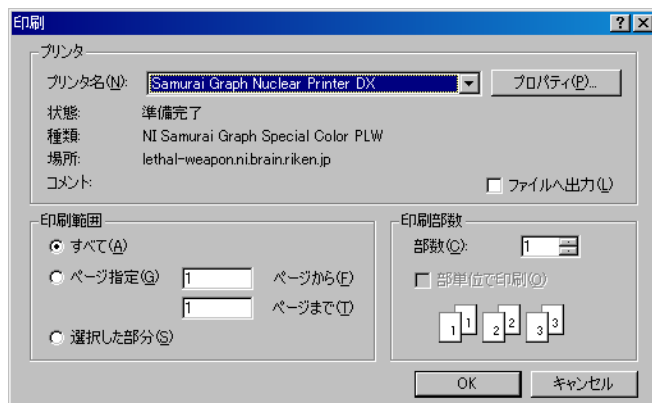 印刷
プリンタ
プリンタ名(N): Samurai Graph Nuclear Printer DX プロパティ(P)...
状態: 準備完了
種類: NI Samurai Graph Special Color PLW
場所: lethal-weapon.ni.brain.riken.jp
コメント: ファイルへ出力(L)
印刷範囲
すべて(A)
ページ指定(G) 1 ページから(F)
1 ページまで(T)
選択した部分(S)
印刷部数
部数(C): 1
部単位で印刷(O)
1 1 2 2 3 3
OK キャンセル